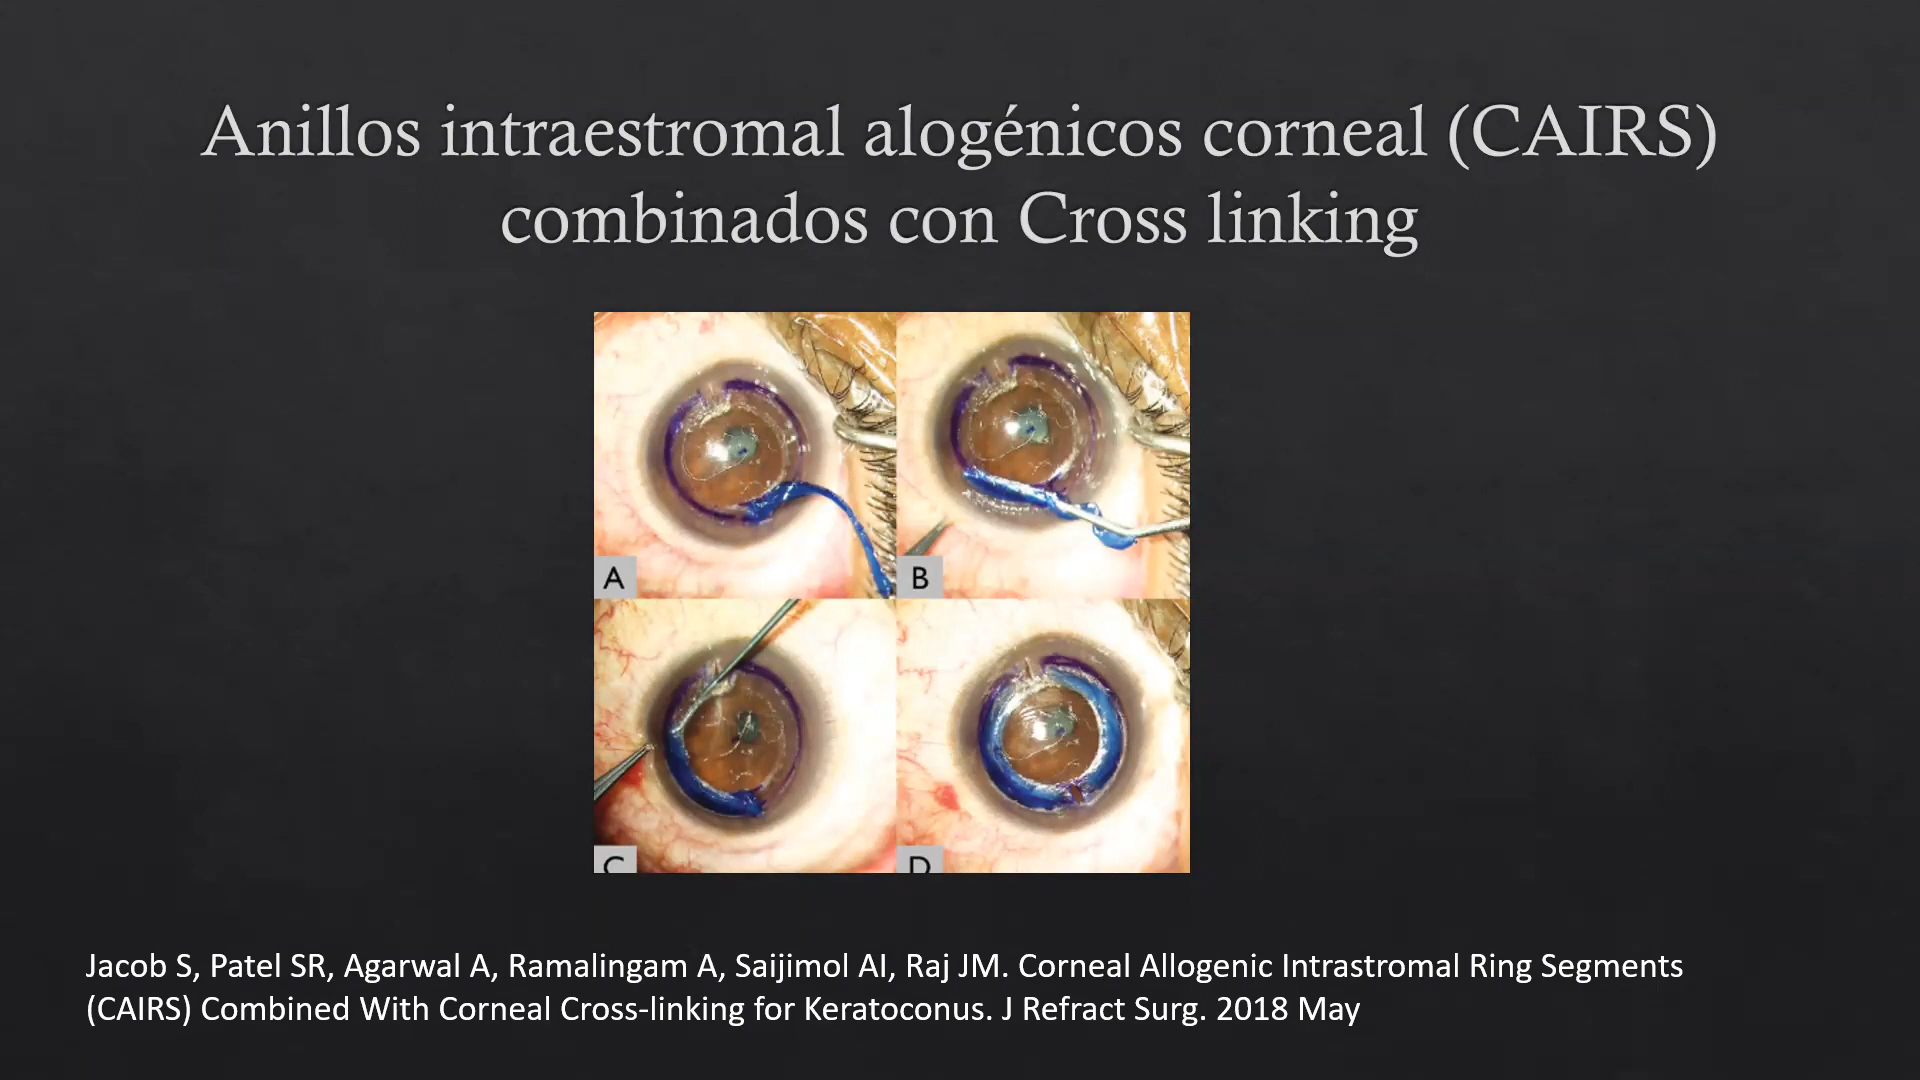 Anillos intraestromal alogénicos corneal (CAIRS)
combinados con Cross linking
A
B
C
D
Jacob S, Patel SR, Agarwal A, Ramalingam A, Saijimol AI, Raj JM. Corneal Allogenic Intrastromal Ring Segments
(CAIRS) Combined With Corneal Cross-linking for Keratoconus. J Refract Surg. 2018 May